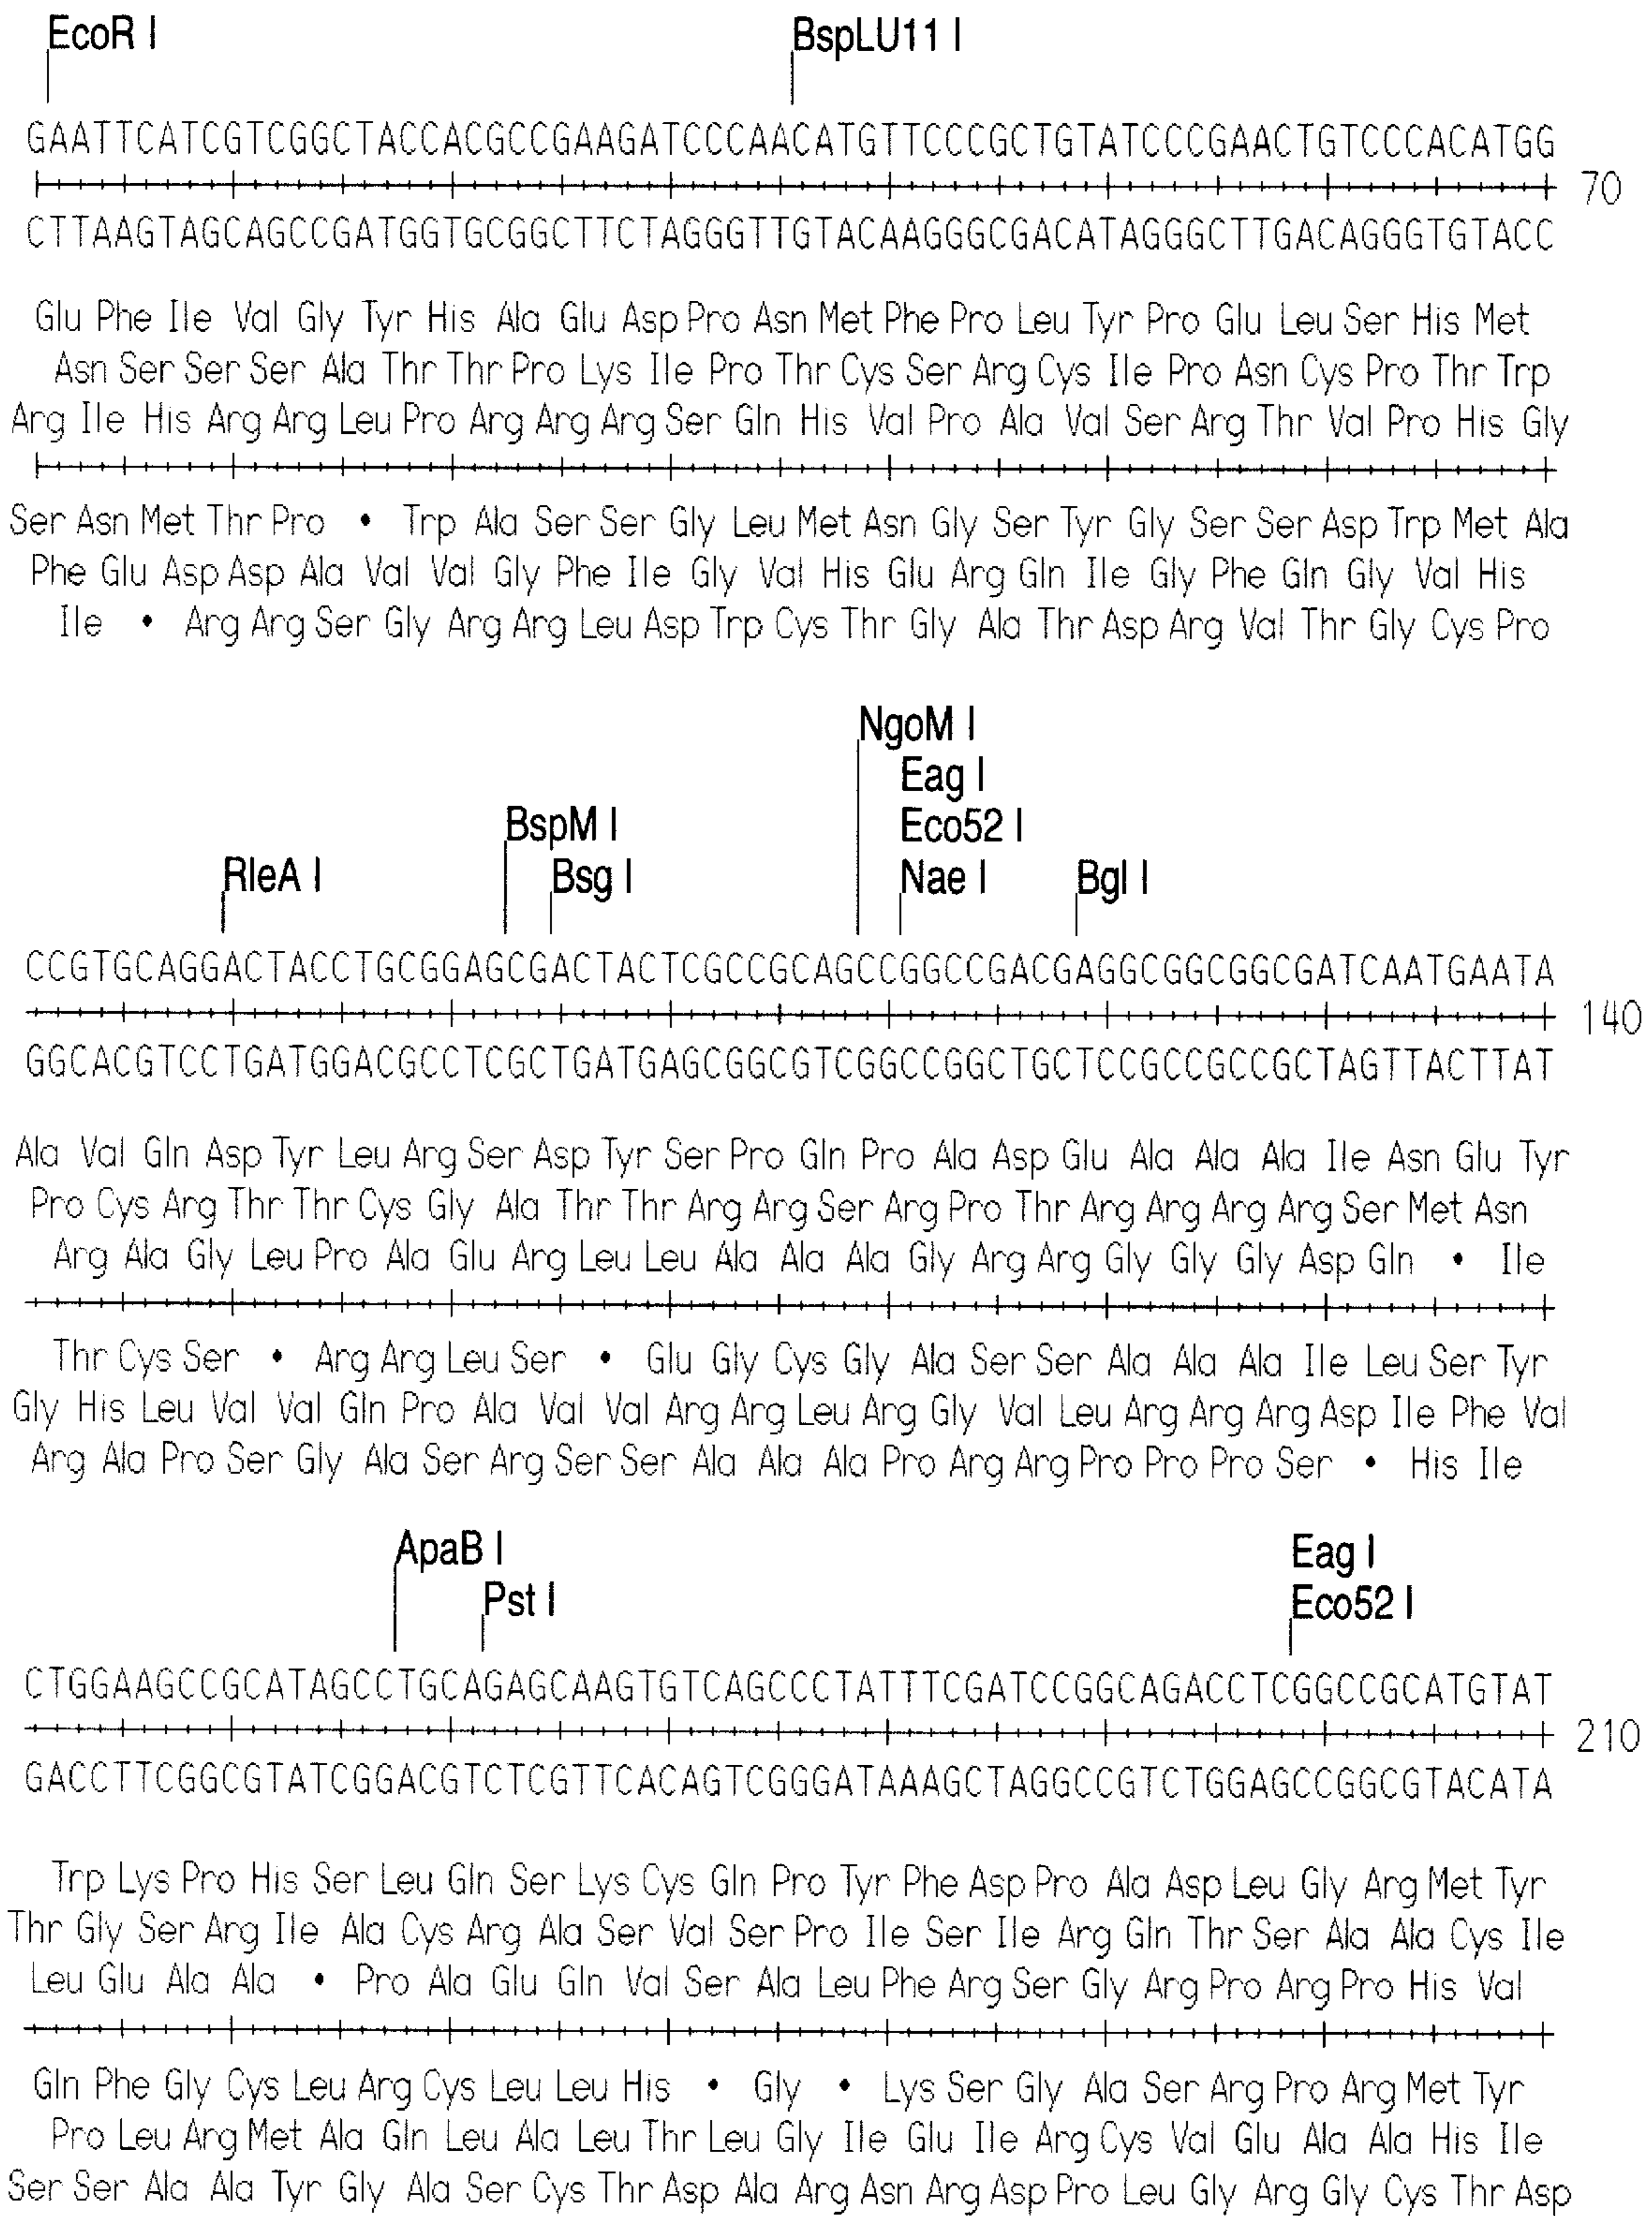 EcoR I BspLU11 I
GAATTCATCGTCGGCTACCACGCCGAAGATCCCAACATGTTCCCGCTGTATCCCGAACTGTCCCACATGG
70
CTTAAGTAGCAGCCGATGGTGCGGCTTCTAGGGTTGTACAAGGGCGACATAGGGCTTGACAGGGTGTACC
Glu Phe Ile Val Gly Tyr His Ala Glu Asp Pro Asn Met Phe Pro Leu Tyr Pro Glu Leu Ser His Met
Asn Ser Ser Ser Ala Thr Thr Pro Lys Ile Pro Thr Cys Ser Arg Cys Ile Pro Asn Cys Pro Thr Trp
Arg Ile His Arg Arg Leu Pro Arg Arg Arg Ser Gln His Val Pro Ala Val Ser Arg Thr Val Pro His Gly
Ser Asn Met Thr Pro • Trp Ala Ser Ser Gly Leu Met Asn Gly Ser Tyr Gly Ser Ser Asp Trp Met Ala
Phe Glu Asp Asp Ala Val Val Gly Phe Ile Gly Val His Glu Arg Gln Ile Gly Phe Gln Gly Val His
Ile • Arg Arg Ser Gly Arg Arg Leu Asp Trp Cys Thr Gly Ala Thr Asp Arg Val Thr Gly Cys Pro
NgoM I
Eag I
BspM I Eco52 I
RleA I Bsg I Nae I Bgl I
CCGTGCAGGACTACCTGCGGAGCGACTACTCGCCGCAGCCGGCCGACGAGGCGGCGGCGATCAATGAATA
140
GGCACGTCCTGATGGACGCCTCGCTGATGAGCGGCGTCGGCCGGCTGCTCCGCCGCCGCTAGTTACTTAT
Ala Val Gln Asp Tyr Leu Arg Ser Asp Tyr Ser Pro Gln Pro Ala Asp Glu Ala Ala Ala Ile Asn Glu Tyr
Pro Cys Arg Thr Thr Cys Gly Ala Thr Thr Arg Arg Ser Arg Pro Thr Arg Arg Arg Arg Ser Met Asn
Arg Ala Gly Leu Pro Ala Glu Arg Leu Leu Ala Ala Ala Gly Arg Arg Gly Gly Gly Asp Gln • Ile
Thr Cys Ser • Arg Arg Leu Ser • Glu Gly Cys Gly Ala Ser Ser Ala Ala Ala Ile Leu Ser Tyr
Gly His Leu Val Val Gln Pro Ala Val Val Arg Arg Leu Arg Gly Val Leu Arg Arg Arg Asp Ile Phe Val
Arg Ala Pro Ser Gly Ala Ser Arg Ser Ser Ala Ala Ala Pro Arg Arg Pro Pro Pro Ser • His Ile
ApaB I Eag I
Pst I Eco52 I
CTGGAAGCCGCATAGCCTGCAGAGCAAGTGTCAGCCCTATTTCGATCCGGCAGACCTCGGCCGCATGTAT
210
GACCTTCGGCGTATCGGACGTCTCGTTCACAGTCGGGATAAAGCTAGGCCGTCTGGAGCCGGCGTACATA
Trp Lys Pro His Ser Leu Gln Ser Lys Cys Gln Pro Tyr Phe Asp Pro Ala Asp Leu Gly Arg Met Tyr
Thr Gly Ser Arg Ile Ala Cys Arg Ala Ser Val Ser Pro Ile Ser Ile Arg Gln Thr Ser Ala Ala Cys Ile
Leu Glu Ala Ala • Pro Ala Glu Gln Val Ser Ala Leu Phe Arg Ser Gly Arg Pro Arg Pro His Val
Gln Phe Gly Cys Leu Arg Cys Leu Leu His • Gly • Lys Ser Gly Ala Ser Arg Pro Arg Met Tyr
Pro Leu Arg Met Ala Gln Leu Ala Leu Thr Leu Gly Ile Glu Ile Arg Cys Val Glu Ala Ala His Ile
Ser Ser Ala Ala Tyr Gly Ala Ser Cys Thr Asp Ala Arg Asn Arg Asp Pro Leu Gly Arg Gly Cys Thr Asp